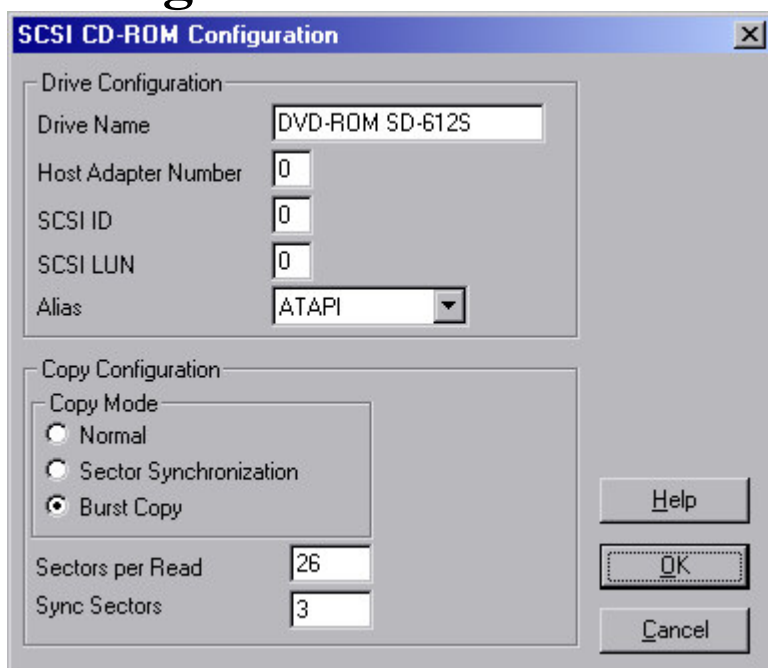 SCSI CD-ROM Configuration
Drive Configuration
Drive Name DVD-ROM SD-612S
Host Adapter Number 0
SCSI ID 0
SCSI LUN 0
Alias ATAPI
Copy Configuration
Copy Mode
Normal
Sector Synchronization
Burst Copy
Sectors per Read 26
Sync Sectors 3
Help
OK
Cancel